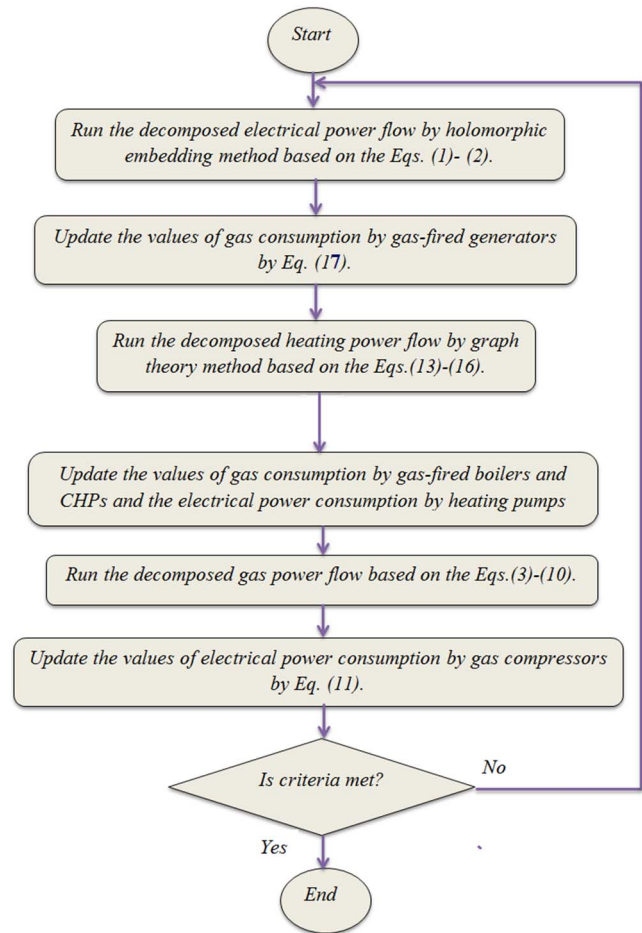 Start
Run the decomposed electrical power flow by holomorphic
embedding method based on the Eqs. (1)- (2).
Update the values of gas consumption by gas-fired generators
by Eq. (17).
Run the decomposed heating power flow by graph
theory method based on the Eqs.(13)-(16).
Update the values of gas consumption by gas-fired boilers and
CHPs and the electrical power consumption by heating pumps
Run the decomposed gas power flow based on the Eqs.(3)-(10).
Update the values of electrical power consumption by gas compressors
by Eq. (11).
Is criteria met?
No
Yes
End